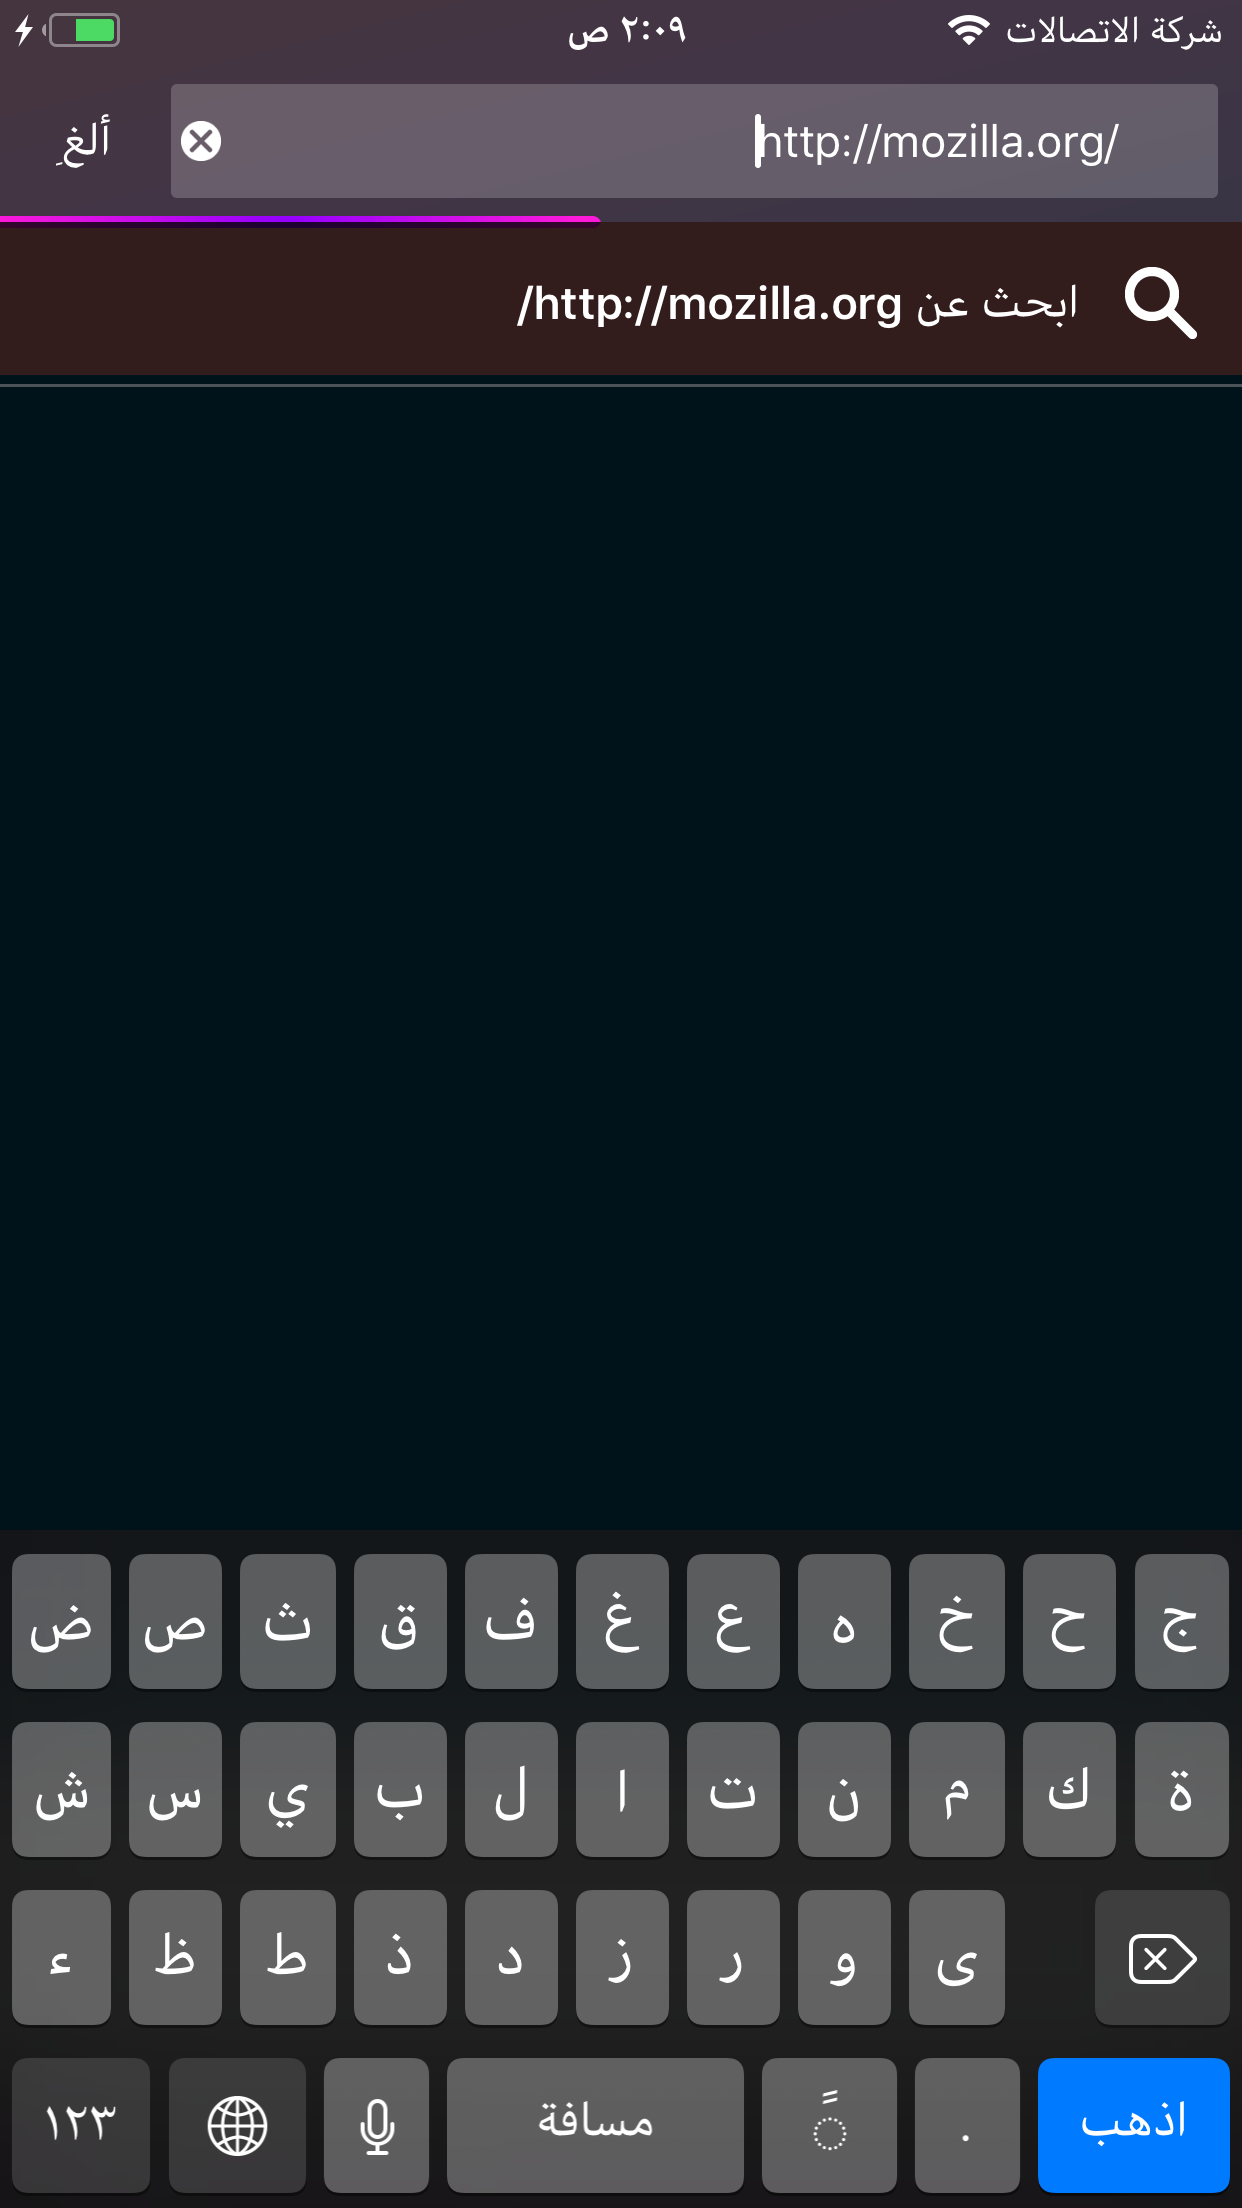 شركة الاتصالات ٢:٠٩ ص
http://mozilla.org/ ألغِ
ابحث عن http://mozilla.org/
ض ص ث ق ف غ ع ه خ ح ج
ش س ي ب ل ا ت ن م ك ة
ء ظ ط ذ د ز ر و ى
١٢٣ مسافة ً . اذهب